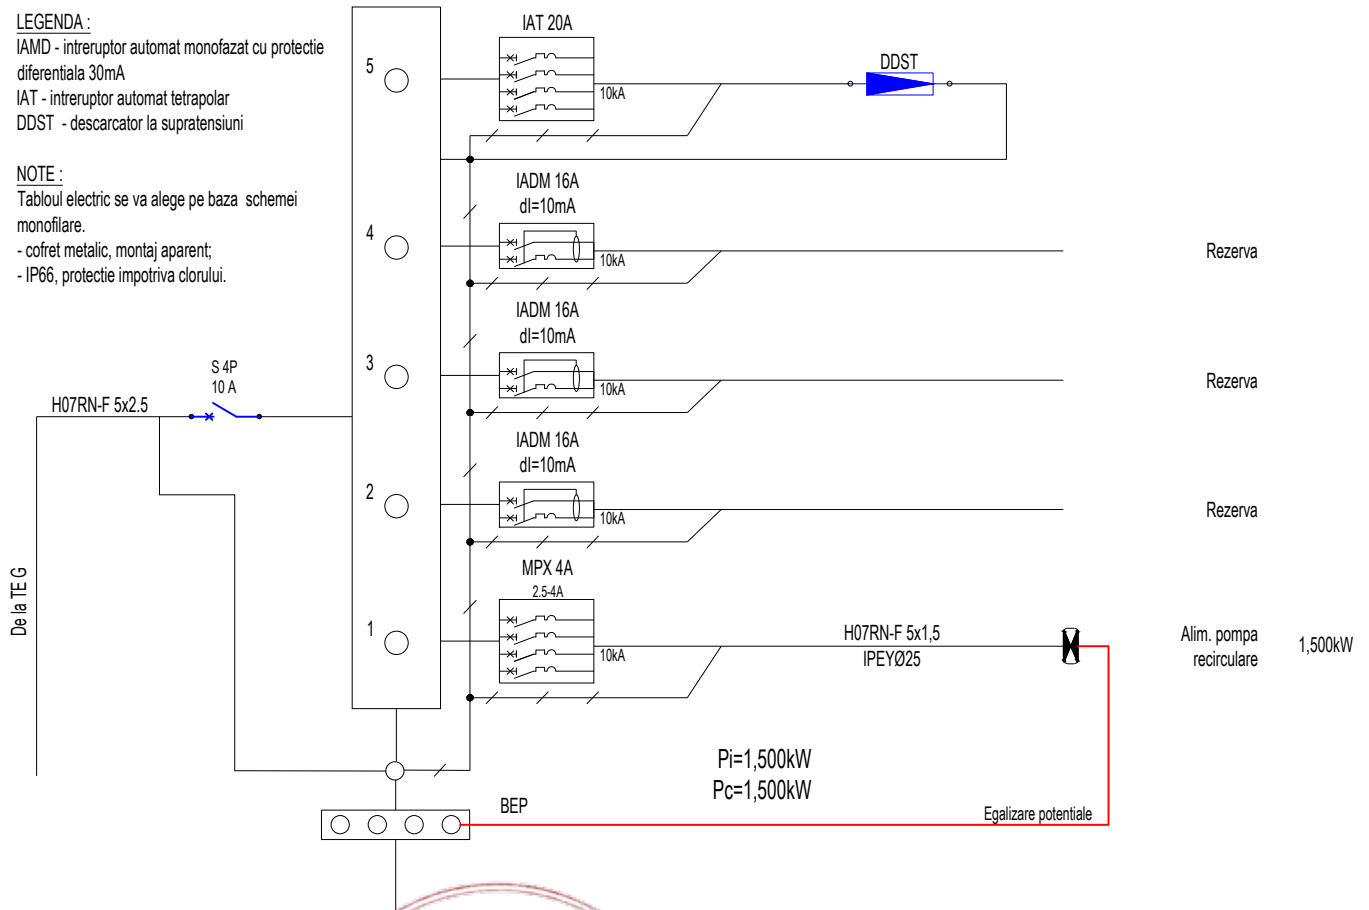 LEGENDA :
IAMD - intreruptor automat monofazat cu protectie
diferentiala 30mA
IAT - intreruptor automat tetrapolar
DDST - descarcator la supratensiuni
NOTE :
Tabloul electric se va alege pe baza schemei
monofilare.
- cofret metalic, montaj aparent;
- IP66, protectie impotriva clorului.
IAT 20A
5
10kA
DDST
IADM 16A
dI=10mA
4
10kA
Rezerva
IADM 16A
dI=10mA
3
10kA
Rezerva
S 4P
10 A
H07RN-F 5x2.5
IADM 16A
dI=10mA
2
10kA
Rezerva
MPX 4A
2.5-4A
1
10kA
H07RN-F 5x1,5
IPEYØ25
Alim. pompa
recirculare
1,500kW
De la TE G
Pi=1,500kW
Pc=1,500kW
BEP
Egalizare potentiale